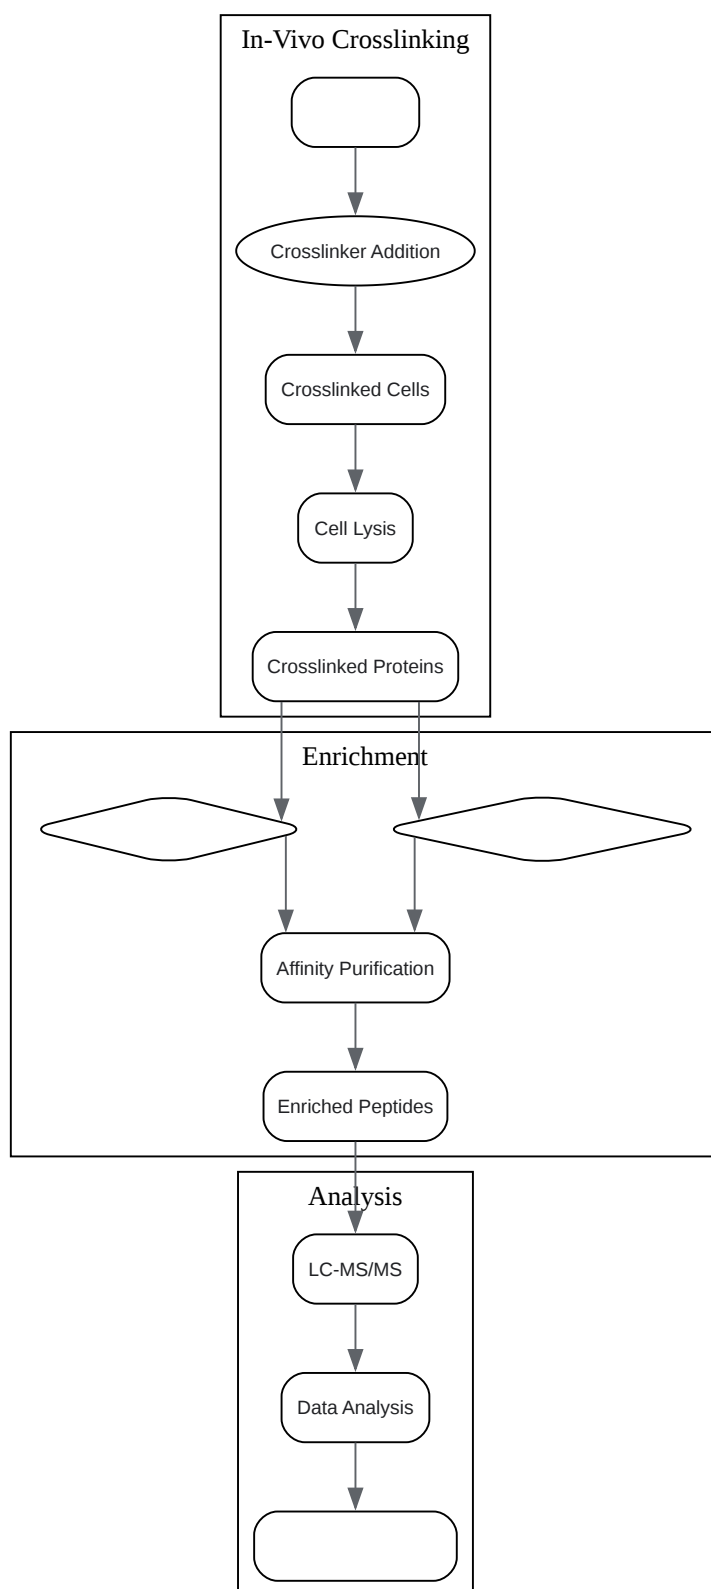 In-Vivo Crosslinking
Crosslinker Addition
Crosslinked Cells
Cell Lysis
Crosslinked Proteins
Enrichment
Affinity Purification
Enriched Peptides
Analysis
LC-MS/MS
Data Analysis